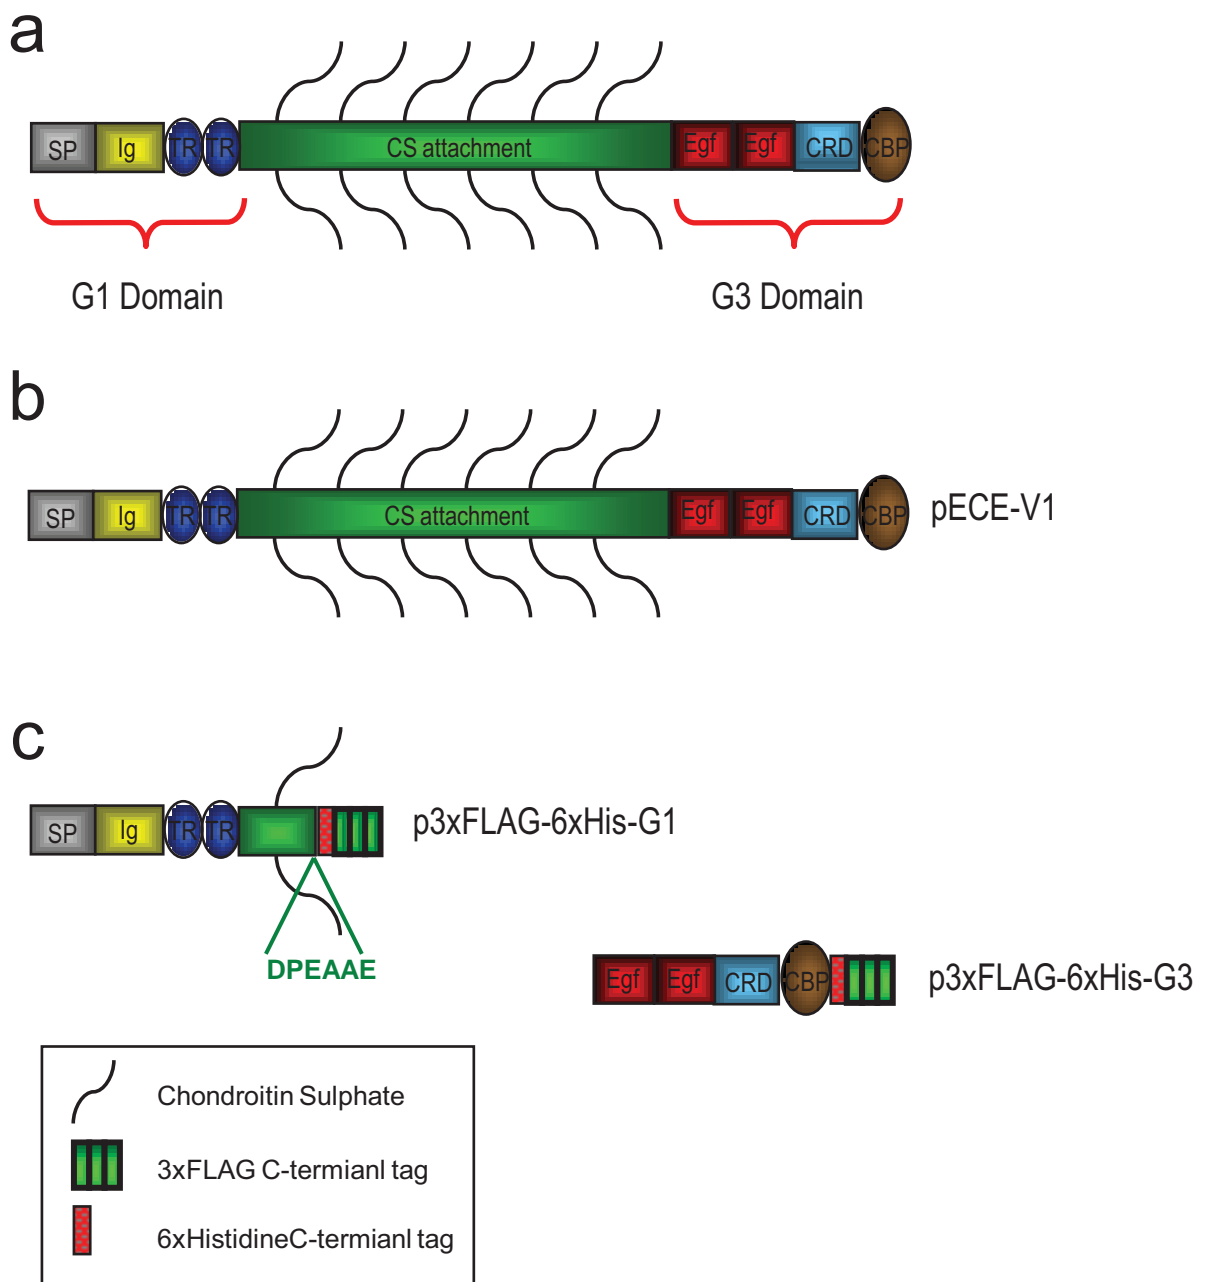 a
SP Ig TR TR CS attachment Egf Egf CRD CBP
G1 Domain G3 Domain
b
SP Ig TR TR CS attachment Egf Egf CRD CBP pECE-V1
c
SP Ig TR TR p3xFLAG-6xHis-G1
DPEAAE
Egf Egf CRD CBP p3xFLAG-6xHis-G3
Chondroitin Sulphate
3xFLAG C-termianl tag
6xHistidineC-termianl tag